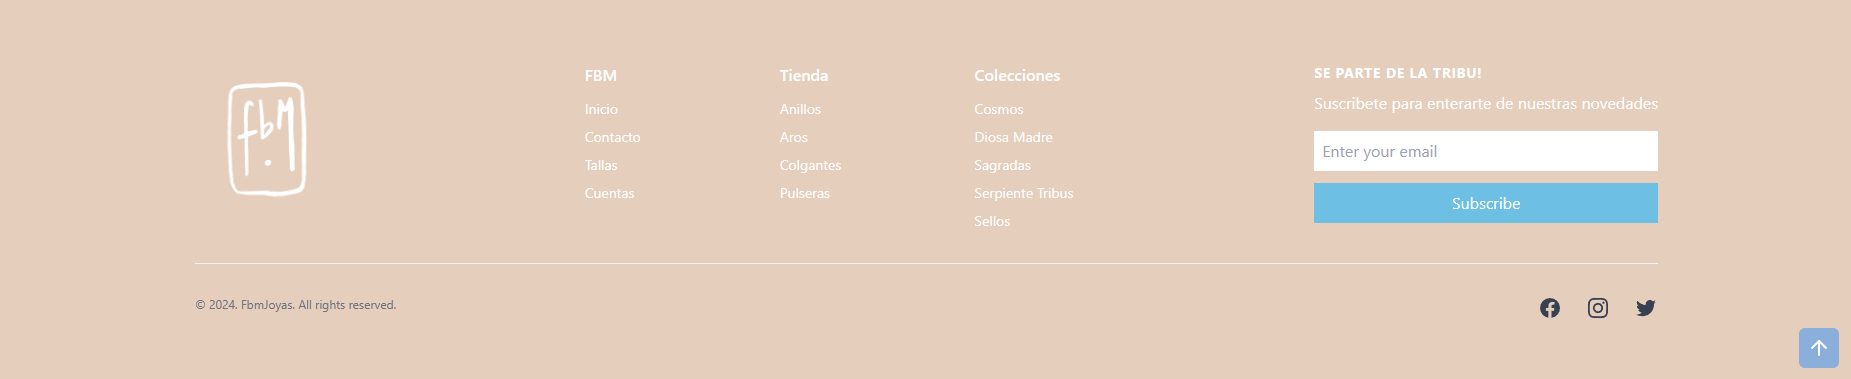 fbM
FBM
Inicio
Contacto
Tallas
Cuentas
Tienda
Anillos
Aros
Colgantes
Pulseras
Colecciones
Cosmos
Diosa Madre
Sagradas
Serpiente Tribus
Sellos
SE PARTE DE LA TRIBU!
Suscribete para enterarte de nuestras novedades
Enter your email
Subscribe
© 2024. FbmJoyas. All rights reserved.